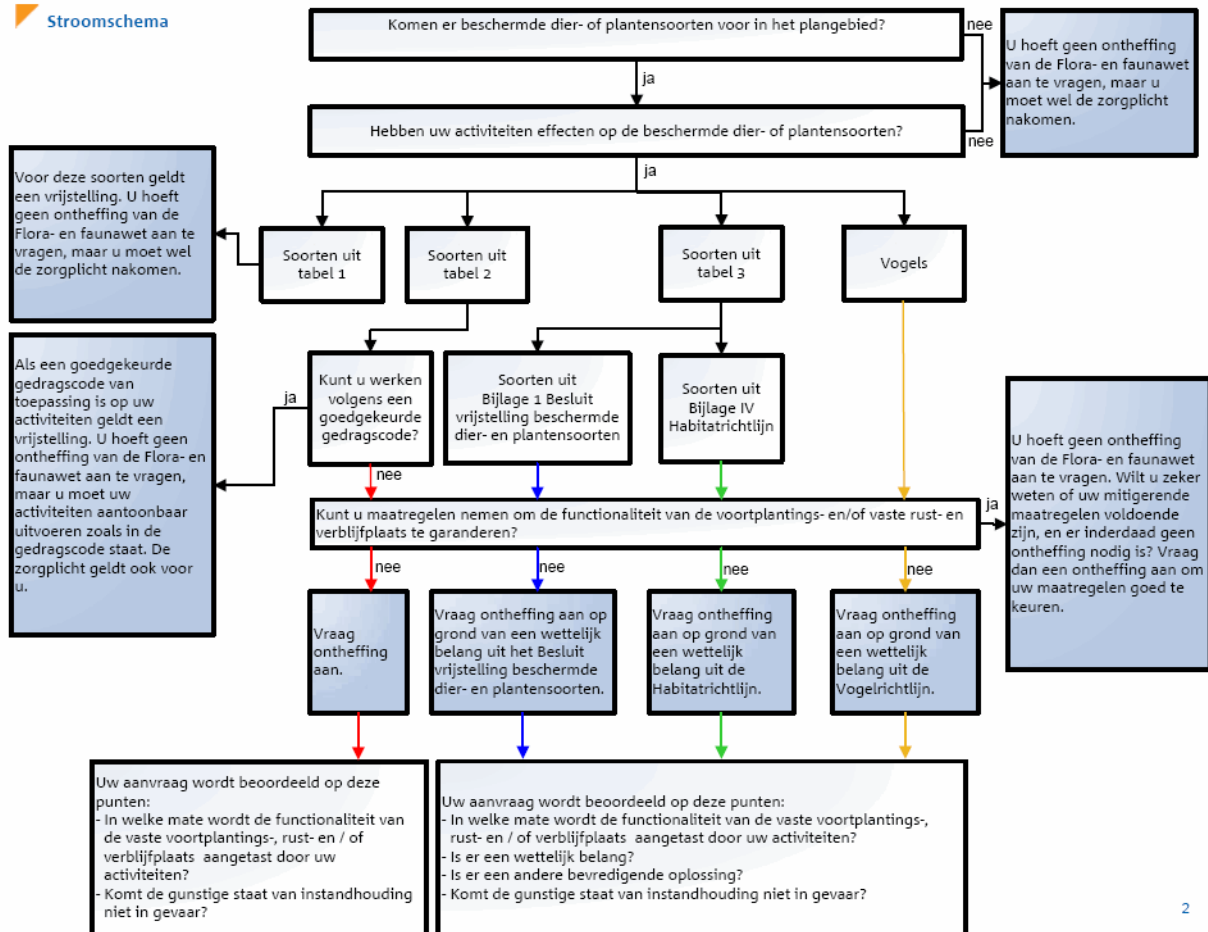 Stroomschema
Komen er beschermde dier- of plantensoorten voor in het plangebied?
nee
U hoeft geen ontheffing
van de Flora- en faunawet
aan te vragen, maar u
moet wel de zorgplicht
nakomen.
ja
Hebben uw activiteiten effecten op de beschermde dier- of plantensoorten?
nee
ja
Voor deze soorten geldt
een vrijstelling. U hoeft
geen ontheffing van de
Flora- en faunawet aan te
vragen, maar u moet wel
de zorgplicht nakomen.
Soorten uit
tabel 1
Soorten uit
tabel 2
Soorten uit
tabel 3
Vogels
Als een goedgekeurde
gedragscode van
toepassing is op uw
activiteiten geldt een
vrijstelling. U hoeft geen
ontheffing van de Flora- en
faunawet aan te vragen,
maar u moet uw
activiteiten aantoonbaar
uitvoeren zoals in de
gedragscode staat. De
zorgplicht geldt ook voor
u.
ja
Kunt u werken
volgens een
goedgekeurde
gedragscode?
Soorten uit
Bijlage 1 Besluit
vrijstelling beschermde
dier- en plantensoorten
Soorten uit
Bijlage IV
Habitatrichtlijn
nee
Kunt u maatregelen nemen om de functionaliteit van de voortplantings- en/of vaste rust- en
verblijfplaats te garanderen?
ja
U hoeft geen ontheffing
van de Flora- en faunawet
aan te vragen. Wilt u zeker
weten of uw mitigerende
maatregelen voldoende
zijn, en er inderdaad geen
ontheffing nodig is? Vraag
dan een ontheffing aan om
uw maatregelen goed te
keuren.
nee
nee
nee
nee
Vraag
ontheffing
aan.
Vraag ontheffing aan op
grond van een wettelijk
belang uit het Besluit
vrijstelling beschermde
dier- en plantensoorten.
Vraag ontheffing
aan op grond van
een wettelijk
belang uit de
Habitatrichtlijn.
Vraag ontheffing
aan op grond van
een wettelijk
belang uit de
Vogelrichtlijn.
Uw aanvraag wordt beoordeeld op deze
punten:
- In welke mate wordt de functionaliteit van
de vaste voortplantings-, rust- en / of
verblijfplaats aangetast door uw
activiteiten?
- Komt de gunstige staat van instandhouding
niet in gevaar?
Uw aanvraag wordt beoordeeld op deze punten:
- In welke mate wordt de functionaliteit van de vaste voortplantings-,
rust- en / of verblijfplaats aangetast door uw activiteiten?
- Is er een wettelijk belang?
- Is er een andere bevredigende oplossing?
- Komt de gunstige staat van instandhouding niet in gevaar?
2